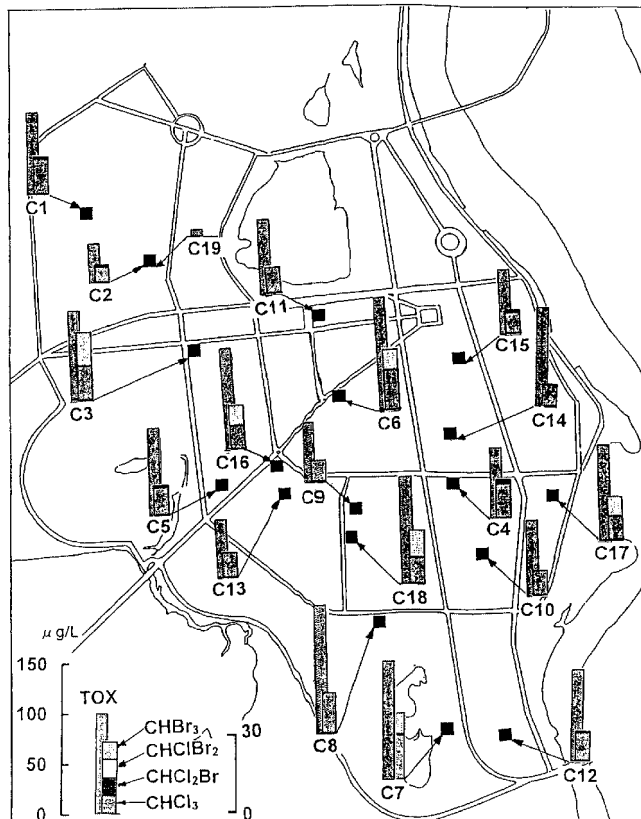 C1
C19
C2
C11
C15
C3
C6
C14
C16
C9
C5
C4
C17
C13
C18
C10
μg/L
150
TOX
100
CHBr₃
30
C8
CHClBr₂
50
CHCl₂Br
C7
C12
0
CHCl₃
0